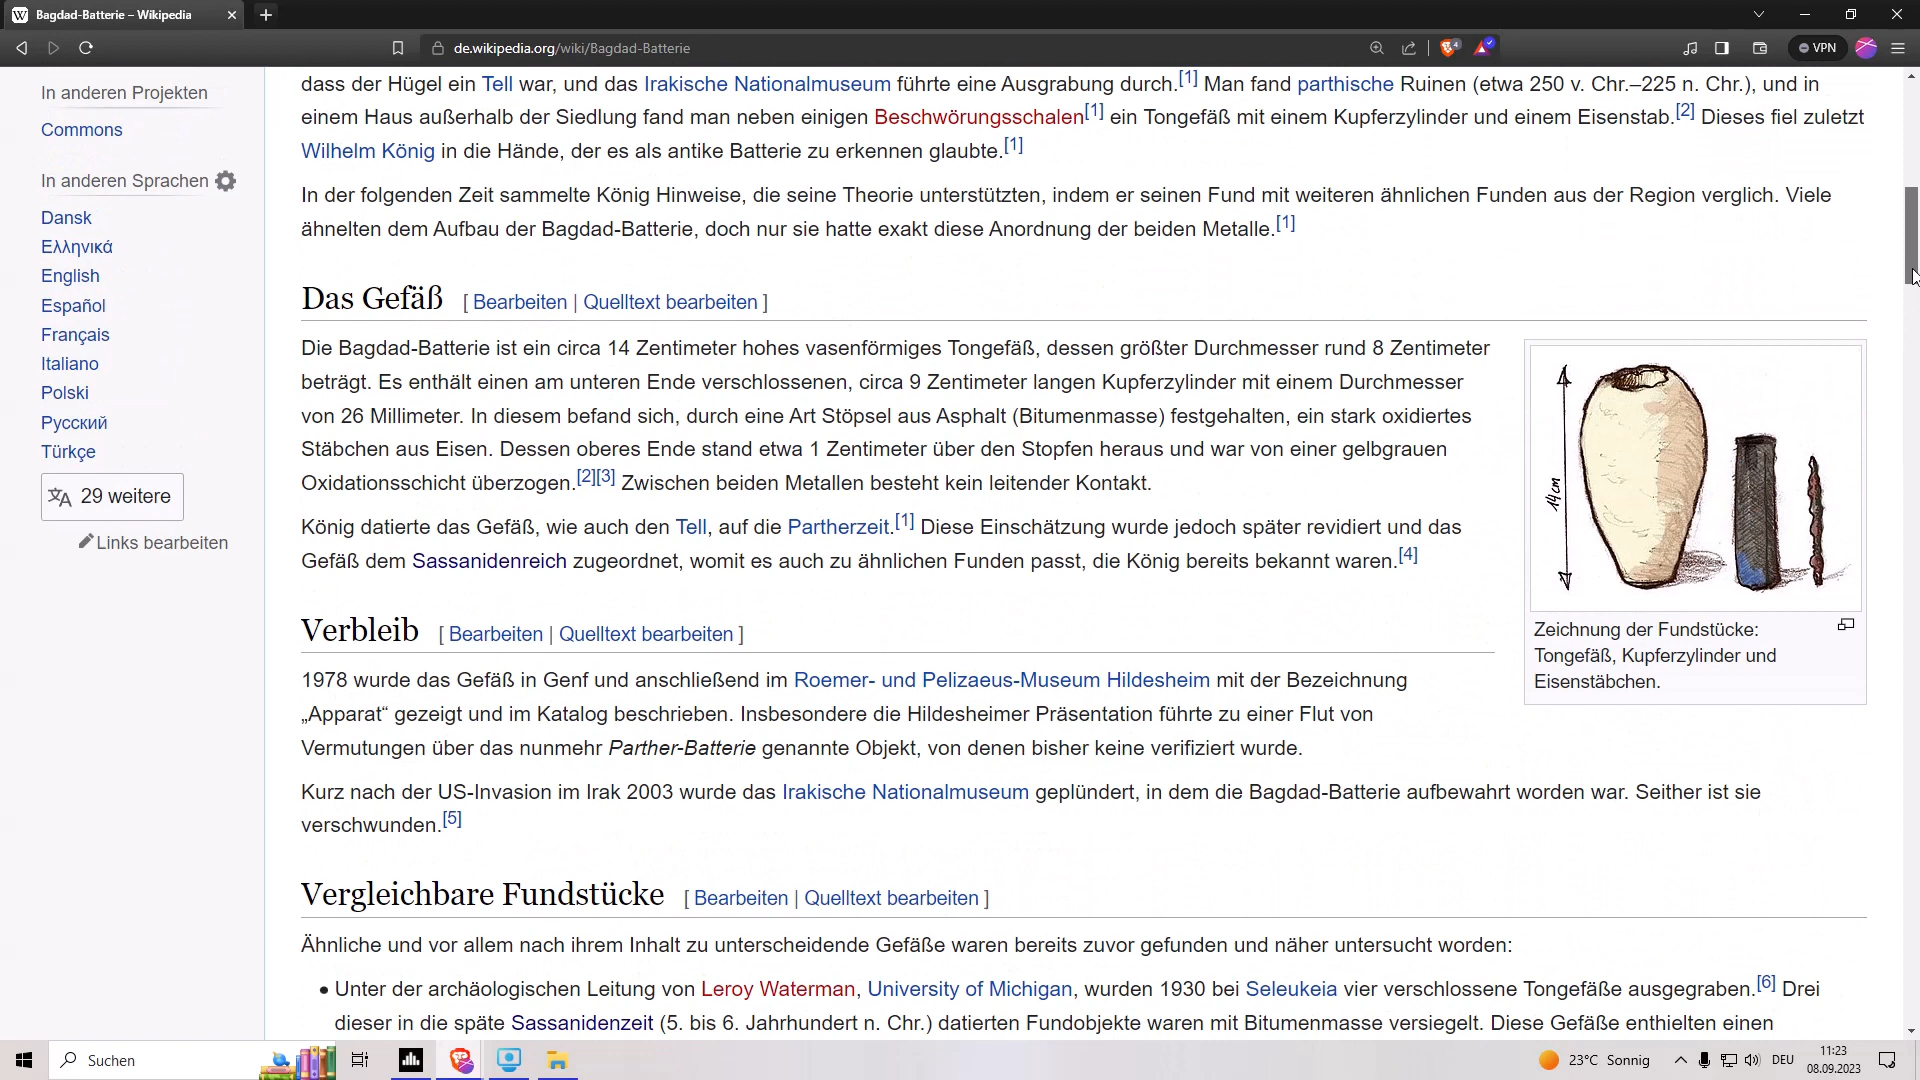 Bagdad-Batterie – Wikipedia
de.wikipedia.org/wiki/Bagdad-Batterie
4
VPN
In anderen Projekten
Commons
In anderen Sprachen
Dansk
Ελληνικά
English
Español
Français
Italiano
Polski
Русский
Türkçe
29 weitere
Links bearbeiten
dass der Hügel ein Tell war, und das Irakische Nationalmuseum führte eine Ausgrabung durch.[1] Man fand parthische Ruinen (etwa 250 v. Chr.–225 n. Chr.), und in
einem Haus außerhalb der Siedlung fand man neben einigen Beschwörungsschalen[1] ein Tongefäß mit einem Kupferzylinder und einem Eisenstab.[2] Dieses fiel zuletzt
Wilhelm König in die Hände, der es als antike Batterie zu erkennen glaubte.[1]
In der folgenden Zeit sammelte König Hinweise, die seine Theorie unterstützten, indem er seinen Fund mit weiteren ähnlichen Funden aus der Region verglich. Viele
ähnelten dem Aufbau der Bagdad-Batterie, doch nur sie hatte exakt diese Anordnung der beiden Metalle.[1]
Das Gefäß [ Bearbeiten | Quelltext bearbeiten ]
Die Bagdad-Batterie ist ein circa 14 Zentimeter hohes vasenförmiges Tongefäß, dessen größter Durchmesser rund 8 Zentimeter
beträgt. Es enthält einen am unteren Ende verschlossenen, circa 9 Zentimeter langen Kupferzylinder mit einem Durchmesser
von 26 Millimeter. In diesem befand sich, durch eine Art Stöpsel aus Asphalt (Bitumenmasse) festgehalten, ein stark oxidiertes
Stäbchen aus Eisen. Dessen oberes Ende stand etwa 1 Zentimeter über den Stopfen heraus und war von einer gelbgrauen
Oxidationsschicht überzogen.[2][3] Zwischen beiden Metallen besteht kein leitender Kontakt.
König datierte das Gefäß, wie auch den Tell, auf die Partherzeit.[1] Diese Einschätzung wurde jedoch später revidiert und das
Gefäß dem Sassanidenreich zugeordnet, womit es auch zu ähnlichen Funden passt, die König bereits bekannt waren.[4]
14cm
Zeichnung der Fundstücke:
Tongefäß, Kupferzylinder und
Eisenstäbchen.
Verbleib [ Bearbeiten | Quelltext bearbeiten ]
1978 wurde das Gefäß in Genf und anschließend im Roemer- und Pelizaeus-Museum Hildesheim mit der Bezeichnung
„Apparat“ gezeigt und im Katalog beschrieben. Insbesondere die Hildesheimer Präsentation führte zu einer Flut von
Vermutungen über das nunmehr Parther-Batterie genannte Objekt, von denen bisher keine verifiziert wurde.
Kurz nach der US-Invasion im Irak 2003 wurde das Irakische Nationalmuseum geplündert, in dem die Bagdad-Batterie aufbewahrt worden war. Seither ist sie
verschwunden.[5]
Vergleichbare Fundstücke [ Bearbeiten | Quelltext bearbeiten ]
Ähnliche und vor allem nach ihrem Inhalt zu unterscheidende Gefäße waren bereits zuvor gefunden und näher untersucht worden:
• Unter der archäologischen Leitung von Leroy Waterman, University of Michigan, wurden 1930 bei Seleukeia vier verschlossene Tongefäße ausgegraben.[6] Drei
dieser in die späte Sassanidenzeit (5. bis 6. Jahrhundert n. Chr.) datierten Fundobjekte waren mit Bitumenmasse versiegelt. Diese Gefäße enthielten einen
Suchen
23°C Sonnig
DEU
11:23
08.09.2023